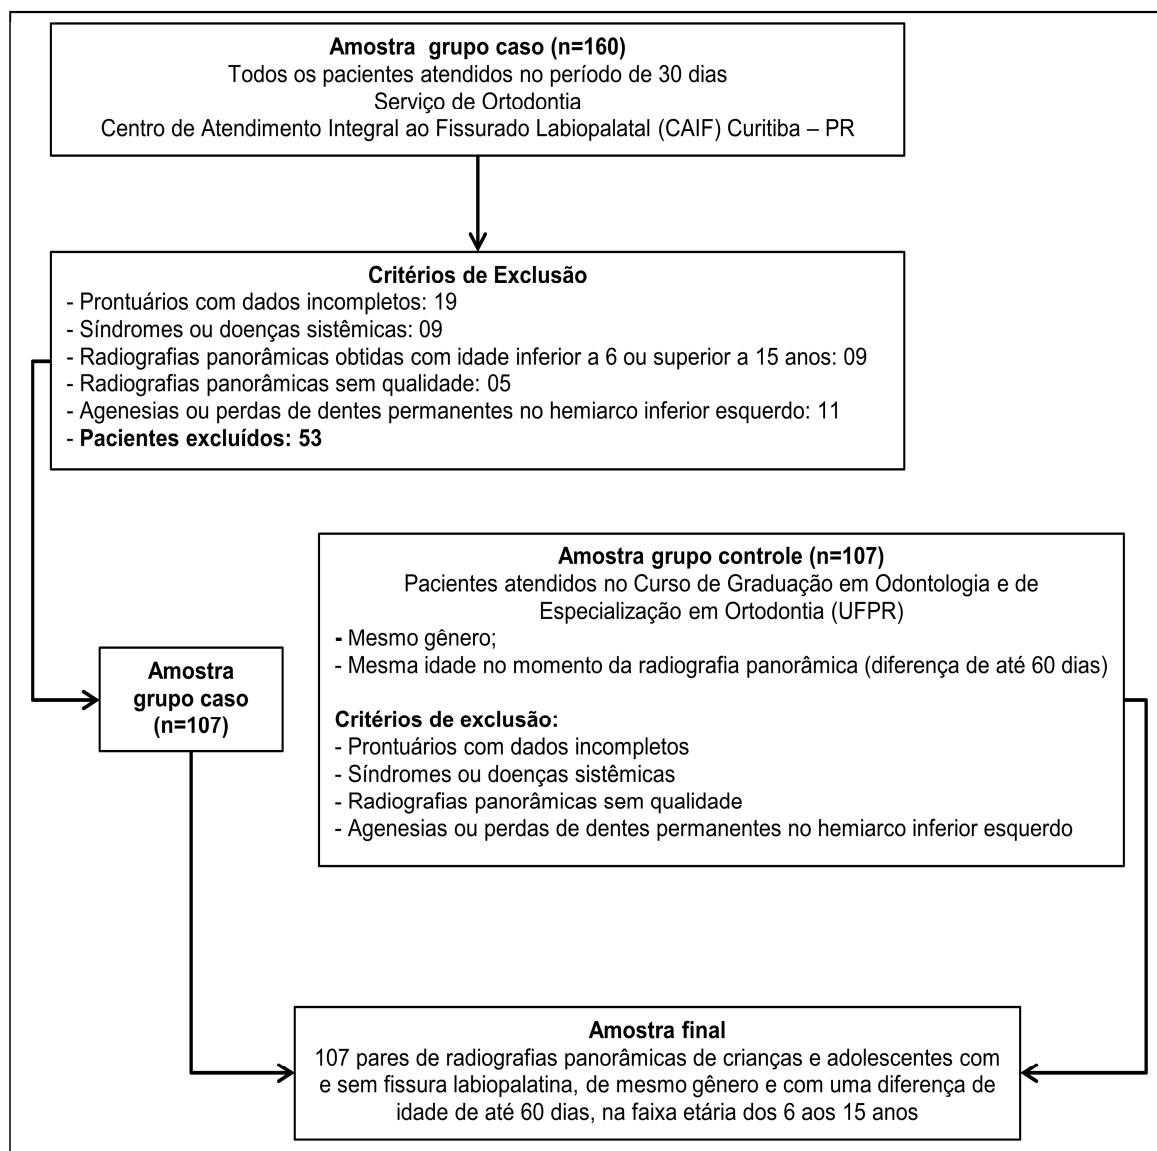 Amostra grupo caso (n=160)
Todos os pacientes atendidos no período de 30 dias
Serviço de Ortodontia
Centro de Atendimento Integral ao Fissurado Labiopalatal (CAIF) Curitiba – PR
Critérios de Exclusão
- Prontuários com dados incompletos: 19
- Síndromes ou doenças sistêmicas: 09
- Radiografias panorâmicas obtidas com idade inferior a 6 ou superior a 15 anos: 09
- Radiografias panorâmicas sem qualidade: 05
- Agenesias ou perdas de dentes permanentes no hemiarco inferior esquerdo: 11
- Pacientes excluídos: 53
Amostra grupo controle (n=107)
Pacientes atendidos no Curso de Graduação em Odontologia e de
Especialização em Ortodontia (UFPR)
- Mesmo gênero;
- Mesma idade no momento da radiografia panorâmica (diferença de até 60 dias)
Critérios de exclusão:
- Prontuários com dados incompletos
- Síndromes ou doenças sistêmicas
- Radiografias panorâmicas sem qualidade
- Agenesias ou perdas de dentes permanentes no hemiarco inferior esquerdo
Amostra
grupo caso
(n=107)
Amostra final
107 pares de radiografias panorâmicas de crianças e adolescentes com
e sem fissura labiopalatina, de mesmo gênero e com uma diferença de
idade de até 60 dias, na faixa etária dos 6 aos 15 anos